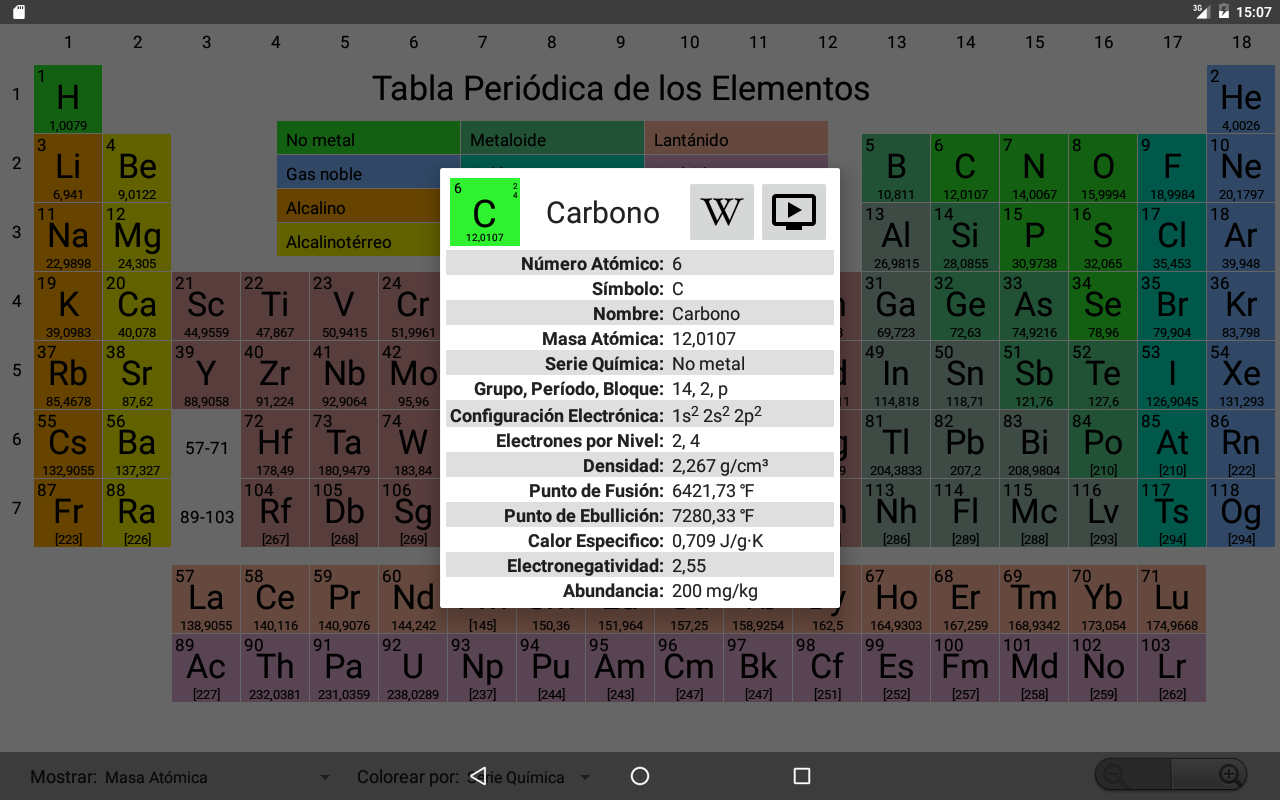 3G 15:07
1 2 3 4 5 6 7 8 9 10 11 12 13 14 15 16 17 18
Tabla Periódica de los Elementos
1
1 H 1,0079
2 He 4,0026
No metal Metaloide Lantánido
Gas noble
Alcalino
Alcalinotérreo
2
3 Li 6,941
4 Be 9,0122
5 B 10,811
6 C 12,0107
7 N 14,0067
8 O 15,9994
9 F 18,9984
10 Ne 20,1797
3
11 Na 22,9898
12 Mg 24,305
13 Al 26,9815
14 Si 28,0855
15 P 30,9738
16 S 32,065
17 Cl 35,453
18 Ar 39,948
4
19 K 39,0983
20 Ca 40,078
21 Sc 44,9559
22 Ti 47,867
23 V 50,9415
24 Cr 51,9961
31 Ga 69,723
32 Ge 72,63
33 As 74,9216
34 Se 78,96
35 Br 79,904
36 Kr 83,798
5
37 Rb 85,4678
38 Sr 87,62
39 Y 88,9058
40 Zr 91,224
41 Nb 92,9064
42 Mo 95,96
49 In 114,818
50 Sn 118,71
51 Sb 121,76
52 Te 127,6
53 I 126,9045
54 Xe 131,293
6
55 Cs 132,9055
56 Ba 137,327
57-71
72 Hf 178,49
73 Ta 180,9479
74 W 183,84
81 Tl 204,3833
82 Pb 207,2
83 Bi 208,9804
84 Po [210]
85 At [210]
86 Rn [222]
7
87 Fr [223]
88 Ra [226]
89-103
104 Rf [267]
105 Db [268]
106 Sg [269]
113 Nh [286]
114 Fl [289]
115 Mc [288]
116 Lv [293]
117 Ts [294]
118 Og [294]
57 La 138,9055
58 Ce 140,116
59 Pr 140,9076
60 Nd 144,242
[145]
150,36
151,964
157,25
158,9254
162,5
67 Ho 164,9303
68 Er 167,259
69 Tm 168,9342
70 Yb 173,054
71 Lu 174,9668
89 Ac [227]
90 Th 232,0381
91 Pa 231,0359
92 U 238,0289
93 Np [237]
94 Pu [244]
95 Am [243]
96 Cm [247]
97 Bk [247]
98 Cf [251]
99 Es [252]
100 Fm [257]
101 Md [258]
102 No [259]
103 Lr [262]
6 2 4 C 12,0107
Carbono
W
Número Atómico: 6
Símbolo: C
Nombre: Carbono
Masa Atómica: 12,0107
Serie Química: No metal
Grupo, Período, Bloque: 14, 2, p
Configuración Electrónica: 1s² 2s² 2p²
Electrones por Nivel: 2, 4
Densidad: 2,267 g/cm³
Punto de Fusión: 6421,73 °F
Punto de Ebullición: 7280,33 °F
Calor Especifico: 0,709 J/g·K
Electronegatividad: 2,55
Abundancia: 200 mg/kg
Mostrar: Masa Atómica Colorear por: Serie Química